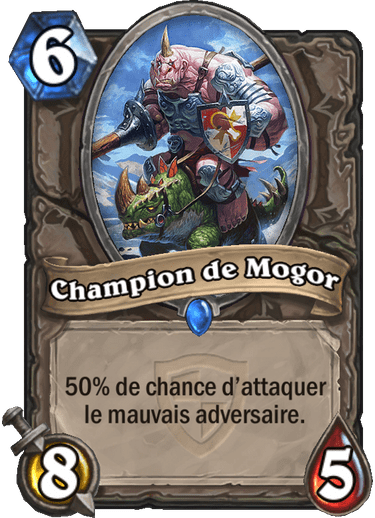 6
Champion de Mogor
50% de chance d’attaquer
le mauvais adversaire.
8
5